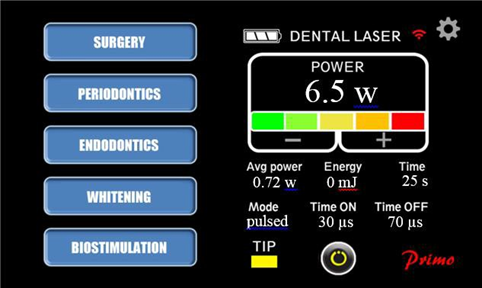 SURGERY
PERIODONTICS
ENDODONTICS
WHITENING
BIOSTIMULATION
DENTAL LASER
POWER
6.5 w
− +
Avg power Energy Time
0.72 w 0 mJ 25 s
Mode Time ON Time OFF
pulsed 30 µs 70 µs
TIP
Primo